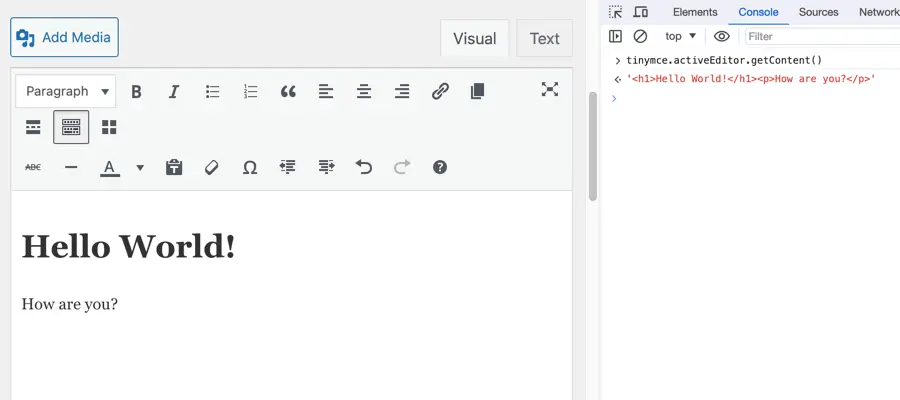 Add Media
Visual
Text
Paragraph
B
I
ABC
A
Ω
Hello World!
How are you?
Elements
Console
Sources
Network
top
Filter
tinymce.activeEditor.getContent()
'<h1>Hello World!</h1><p>How are you?</p>'